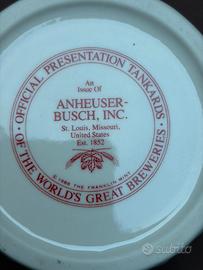 OFFICIAL PRESENTATION TANKARDS
OF THE WORLD'S GREAT BREWERIES
An
Issue Of
ANHEUSER-
BUSCH, INC.
St. Louis, Missouri,
United States
Est. 1852
© 1986 THE FRANKLIN MINT
subito